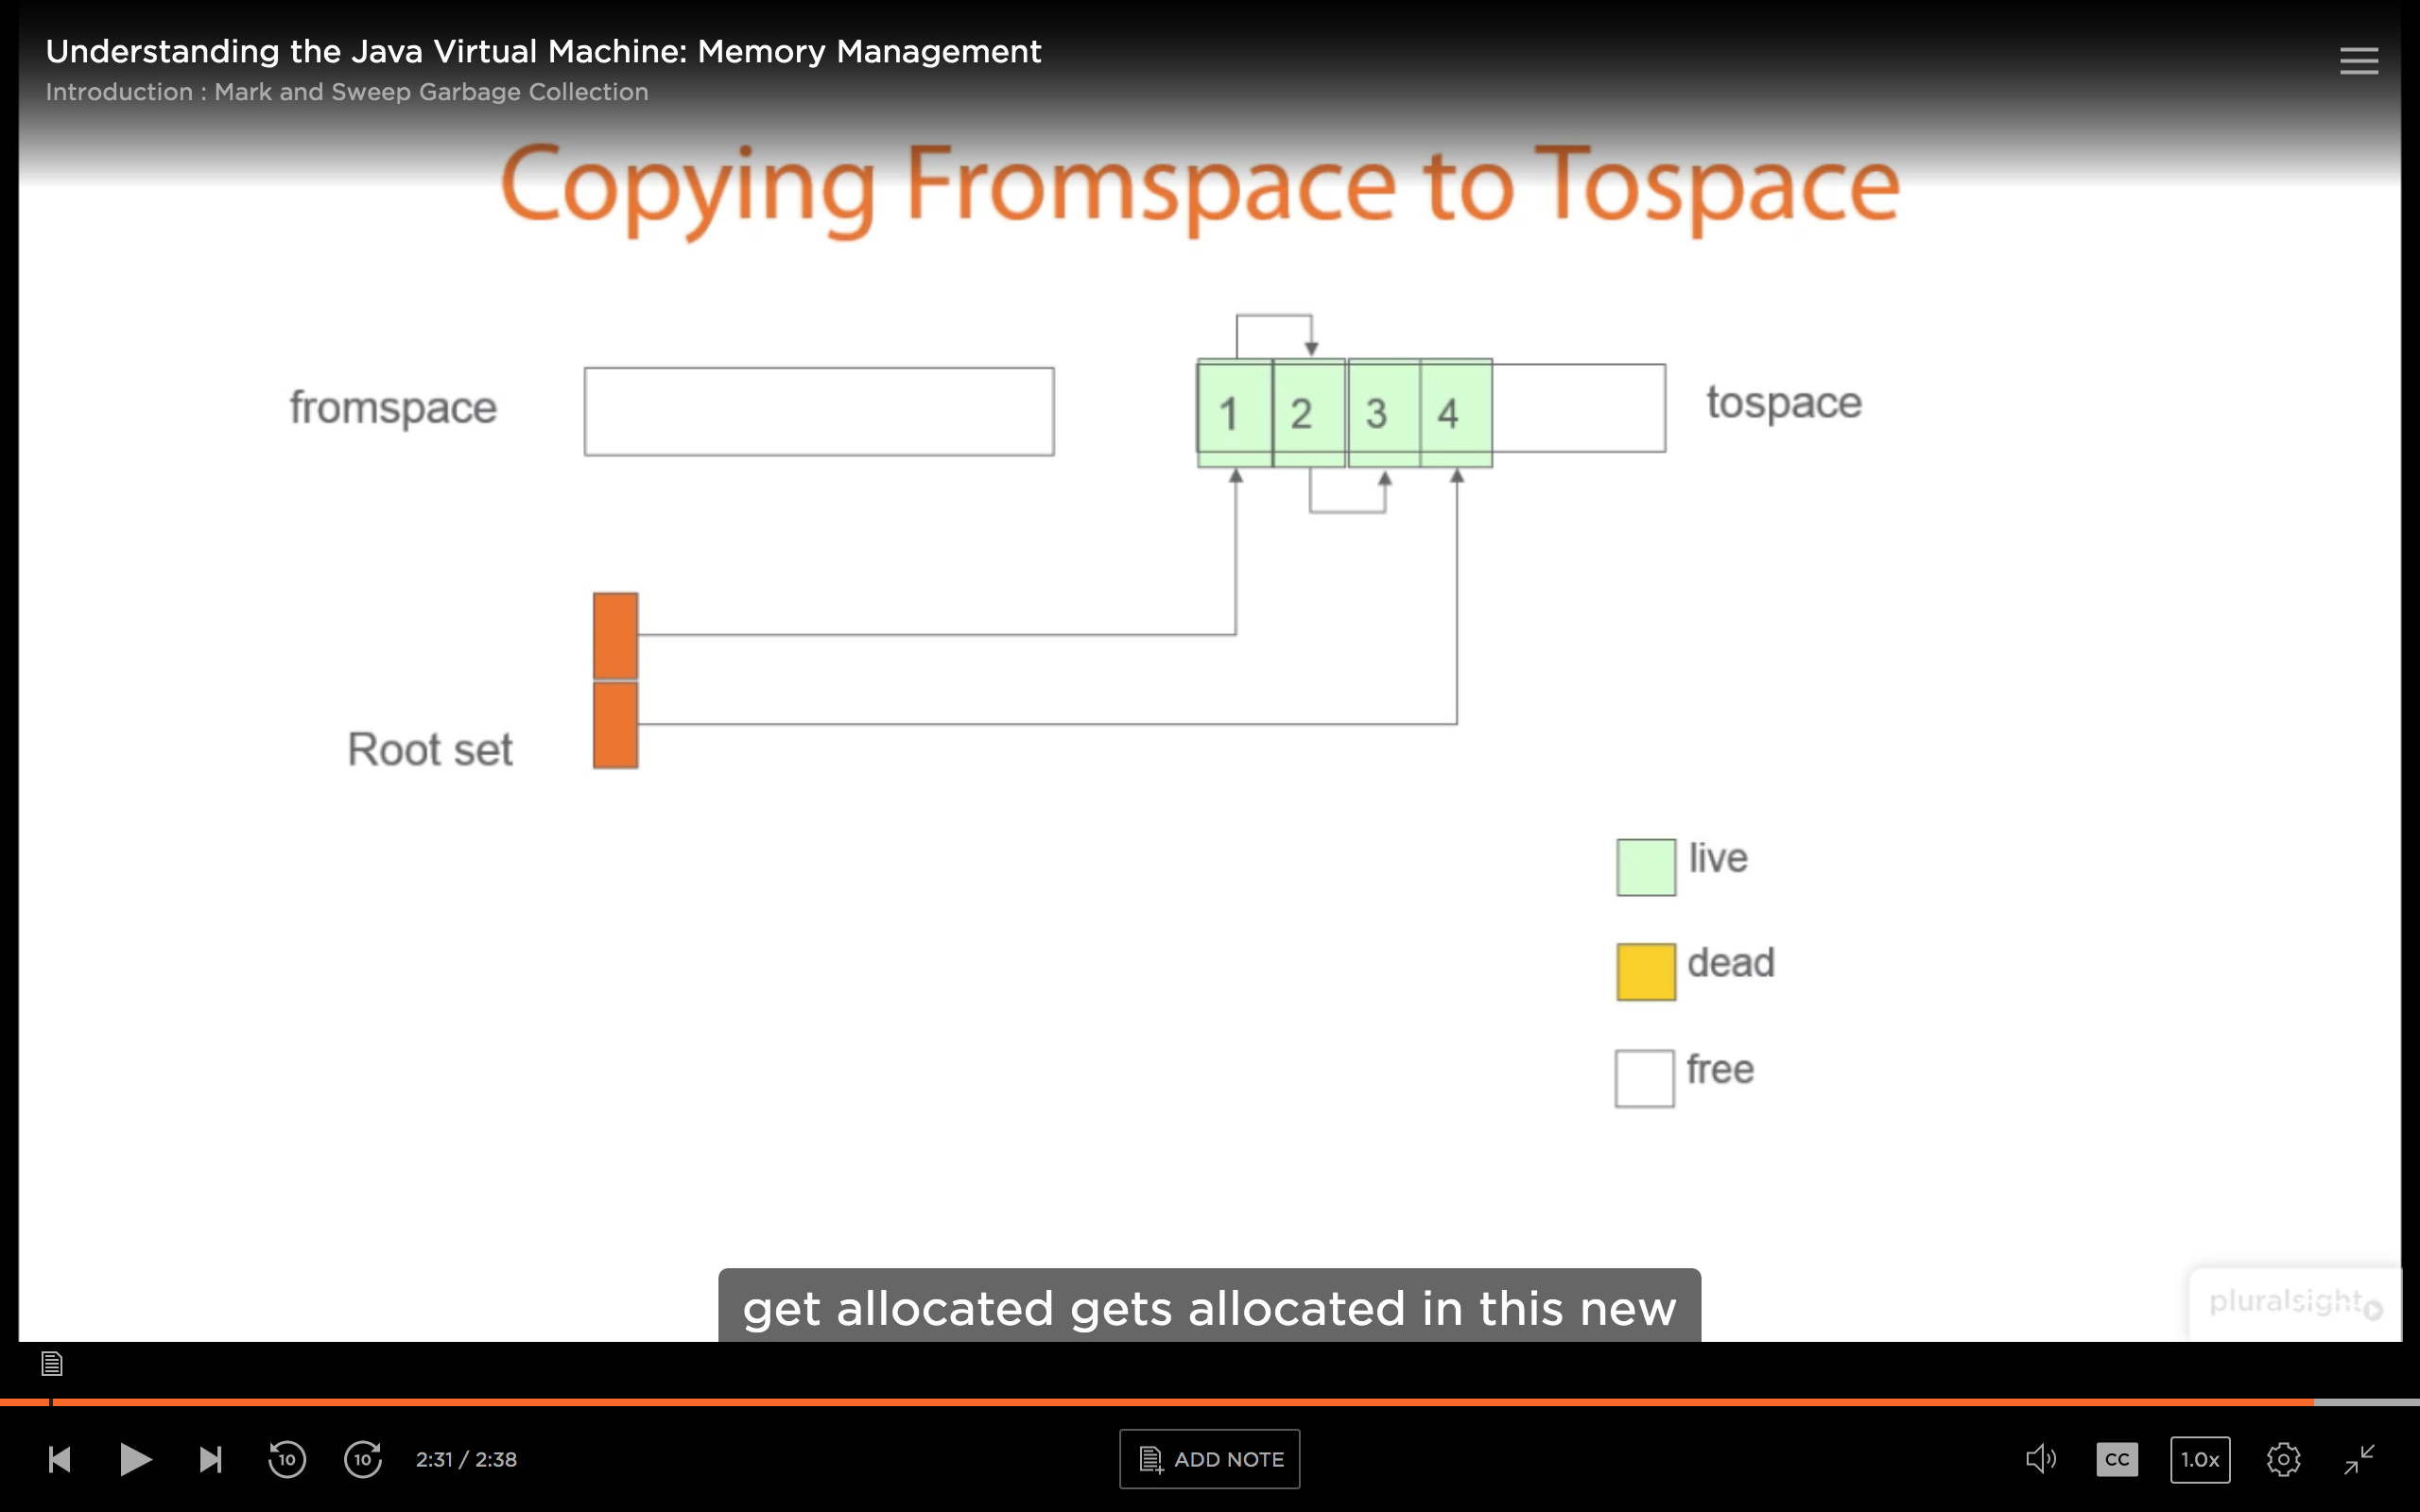 Understanding the Java Virtual Machine: Memory Management
Introduction : Mark and Sweep Garbage Collection
Copying Fromspace to Tospace
fromspace
1 2 3 4
tospace
Root set
live
dead
free
get allocated gets allocated in this new
pluralsight
10
10
2:31 / 2:38
ADD NOTE
CC
1.0x